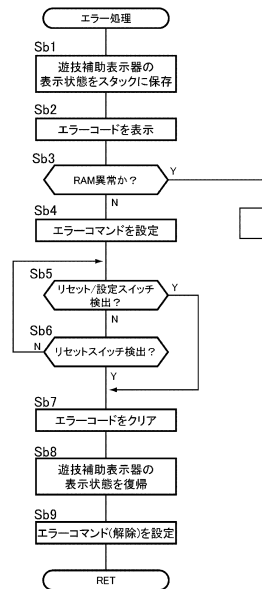 エラー処理
Sb1
遊技補助表示器の
表示状態をスタックに保存
Sb2
エラーコードを表示
Sb3
RAM異常か?
Y
N
Sb4
エラーコマンドを設定
Sb5
リセット/設定スイッチ
検出?
Y
N
Sb6
リセットスイッチ検出?
N
Y
Sb7
エラーコードをクリア
Sb8
遊技補助表示器の
表示状態を復帰
Sb9
エラーコマンド(解除)を設定
RET